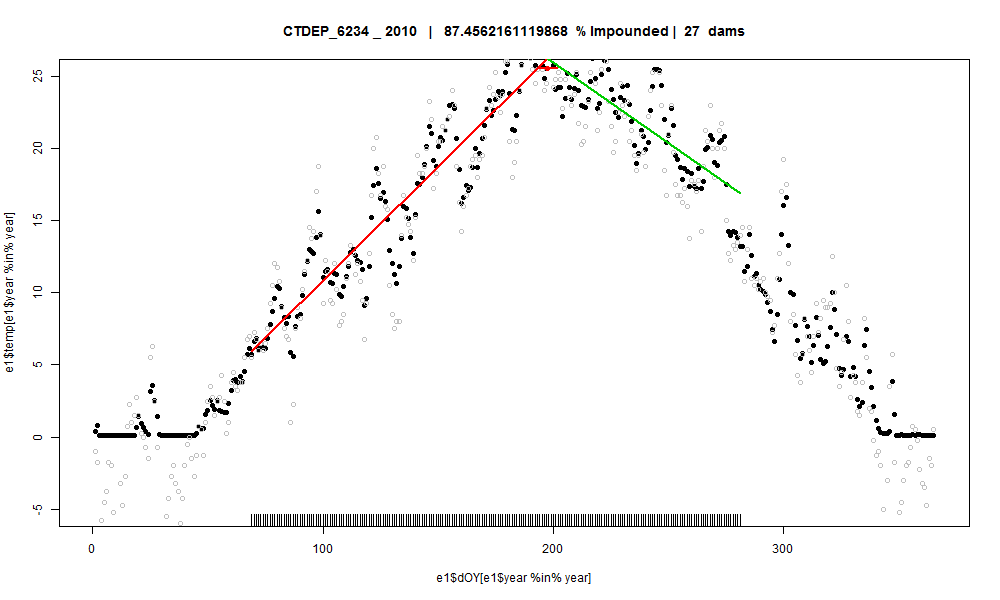 CTDEP_6234 _ 2010 | 87.4562161119868 % Impounded | 27 dams
e1$temp[e1$year %in% year]
25
20
15
10
5
0
-5
0 100 200 300
e1$dOY[e1$year %in% year]